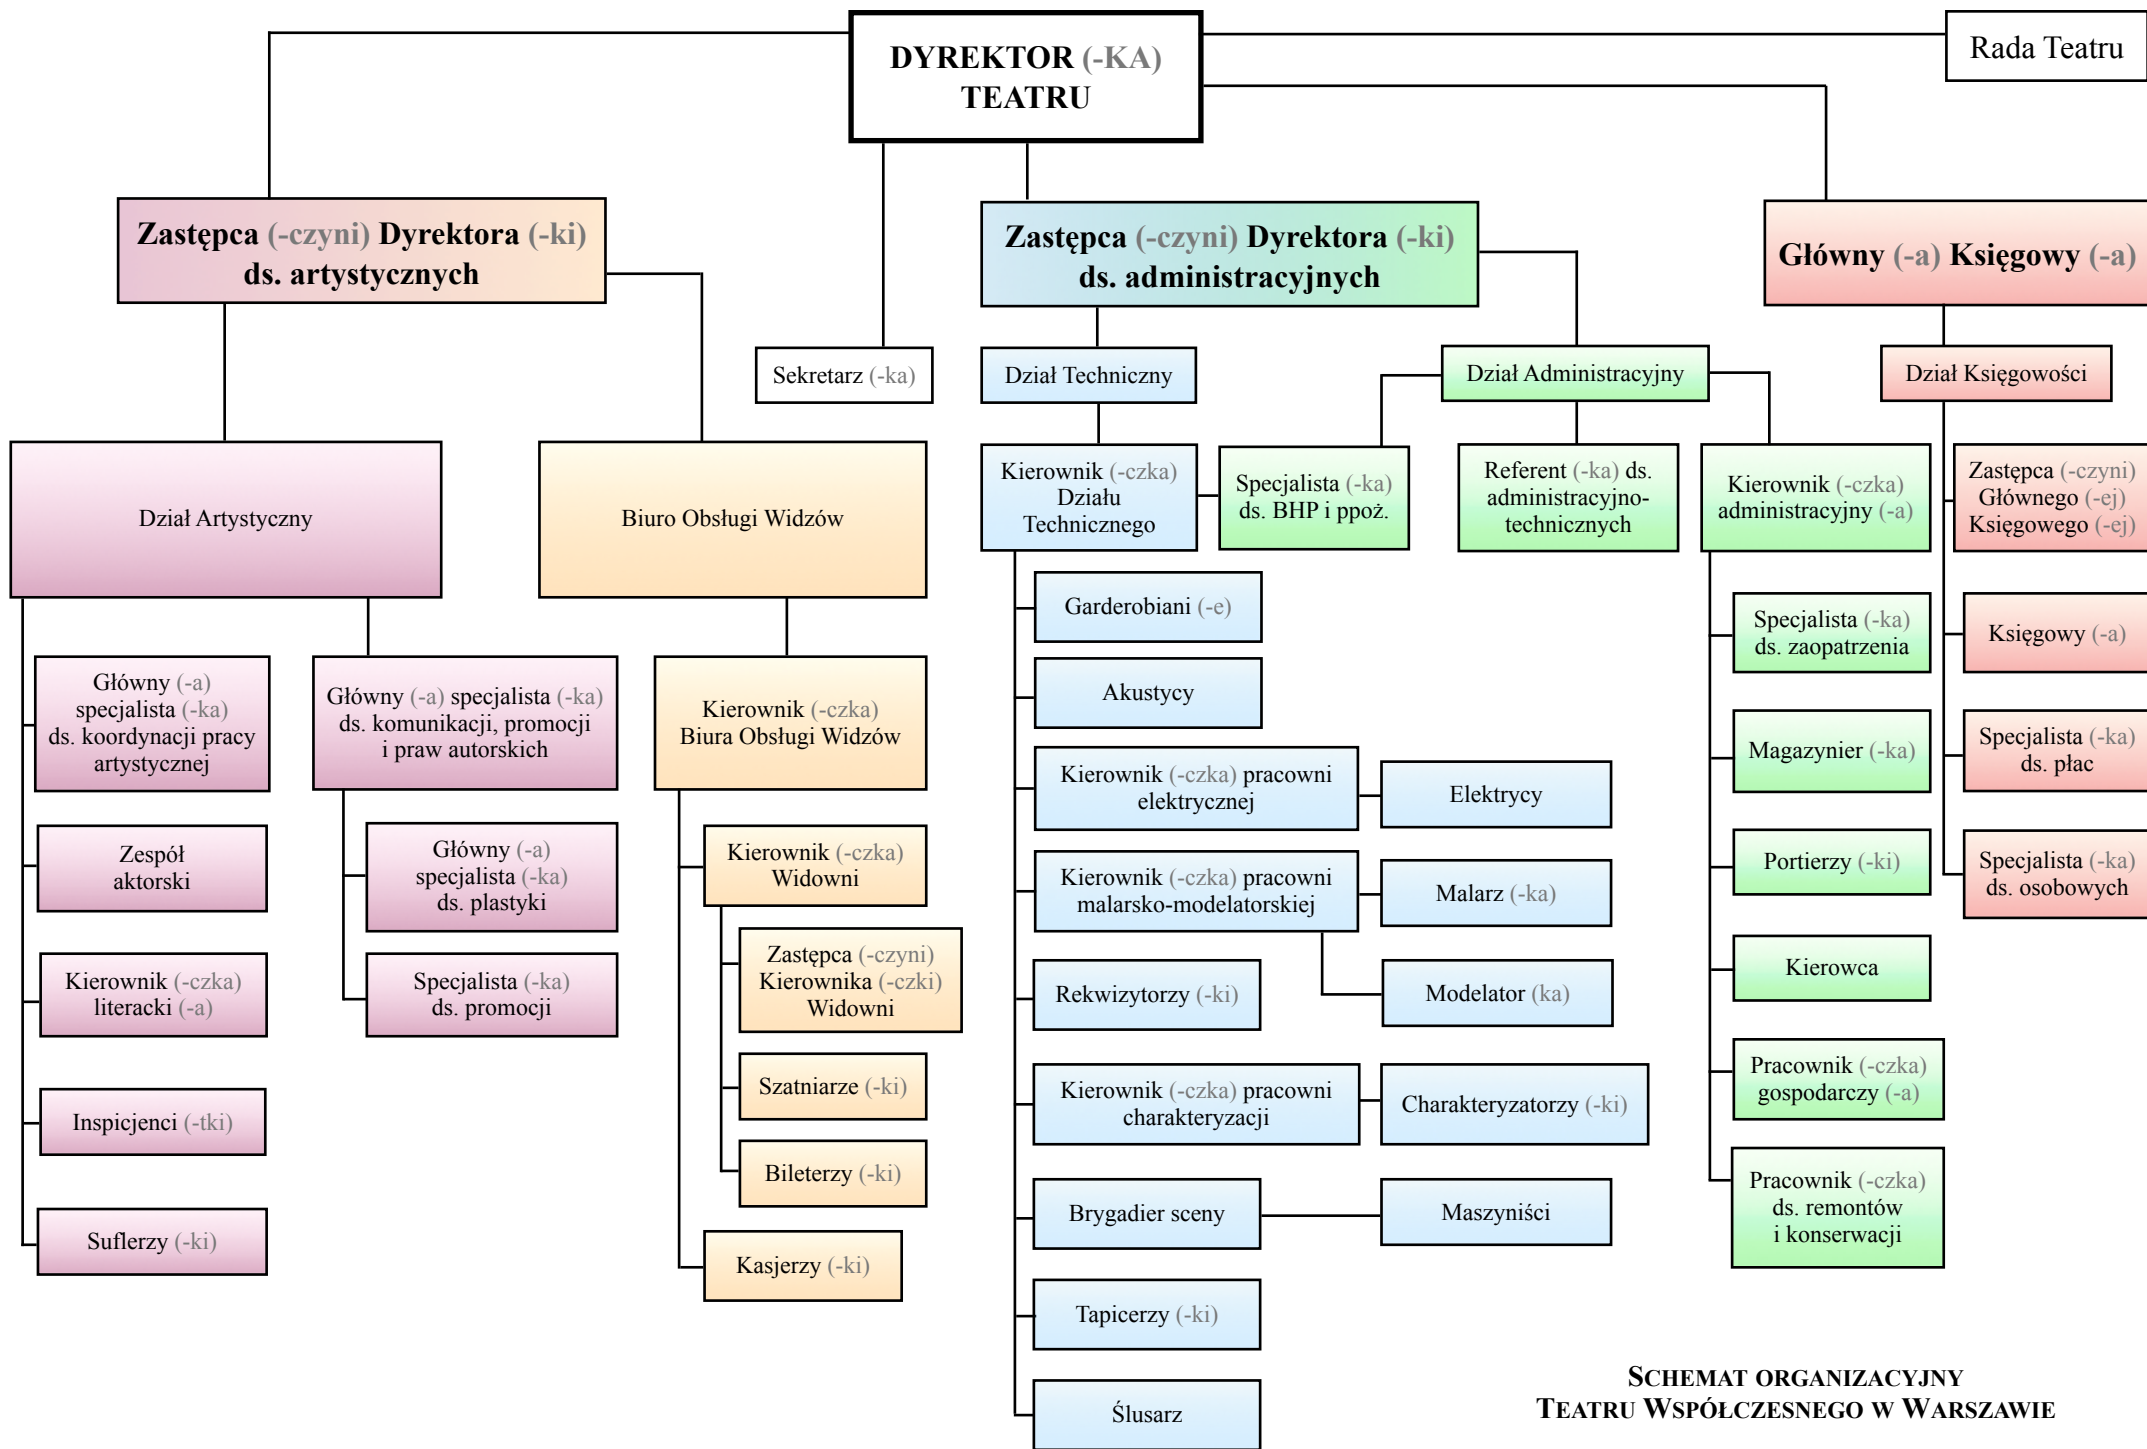 DYREKTOR (-KA)
TEATRU
Rada Teatru
Zastępca (-czyni) Dyrektora (-ki)
ds. artystycznych
Zastępca (-czyni) Dyrektora (-ki)
ds. administracyjnych
Główny (-a) Księgowy (-a)
Sekretarz (-ka)
Dział Techniczny
Dział Administracyjny
Dział Księgowości
Dział Artystyczny
Biuro Obsługi Widzów
Kierownik (-czka)
Działu
Technicznego
Specjalista (-ka)
ds. BHP i ppoż.
Referent (-ka) ds.
administracyjno-
technicznych
Kierownik (-czka)
administracyjny (-a)
Zastępca (-czyni)
Głównego (-ej)
Księgowego (-ej)
Główny (-a)
specjalista (-ka)
ds. koordynacji pracy
artystycznej
Zespół
aktorski
Kierownik (-czka)
literacki (-a)
Inspicjenci (-tki)
Suflerzy (-ki)
Główny (-a) specjalista (-ka)
ds. komunikacji, promocji
i praw autorskich
Główny (-a)
specjalista (-ka)
ds. plastyki
Specjalista (-ka)
ds. promocji
Kierownik (-czka)
Biura Obsługi Widzów
Kierownik (-czka)
Widowni
Zastępca (-czyni)
Kierownika (-czki)
Widowni
Szatniarze (-ki)
Bileterzy (-ki)
Kasjerzy (-ki)
Garderobiani (-e)
Akustycy
Kierownik (-czka) pracowni
elektrycznej
Elektrycy
Kierownik (-czka) pracowni
malarsko-modelatorskiej
Malarz (-ka)
Modelator (ka)
Rekwizytorzy (-ki)
Kierownik (-czka) pracowni
charakteryzacji
Charakteryzatorzy (-ki)
Brygadier sceny
Maszyniści
Tapicerzy (-ki)
Ślusarz
Specjalista (-ka)
ds. zaopatrzenia
Magazynier (-ka)
Portierzy (-ki)
Kierowca
Pracownik (-czka)
gospodarczy (-a)
Pracownik (-czka)
ds. remontów
i konserwacji
Księgowy (-a)
Specjalista (-ka)
ds. płac
Specjalista (-ka)
ds. osobowych
SCHEMAT ORGANIZACYJNY
TEATRU WSPÓŁCZESNEGO W WARSZAWIE